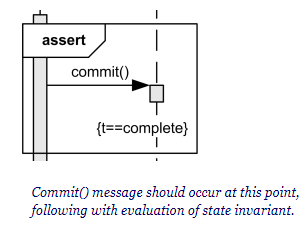 assert
commit()
{t==complete}
Commit() message should occur at this point,
following with evaluation of state invariant.